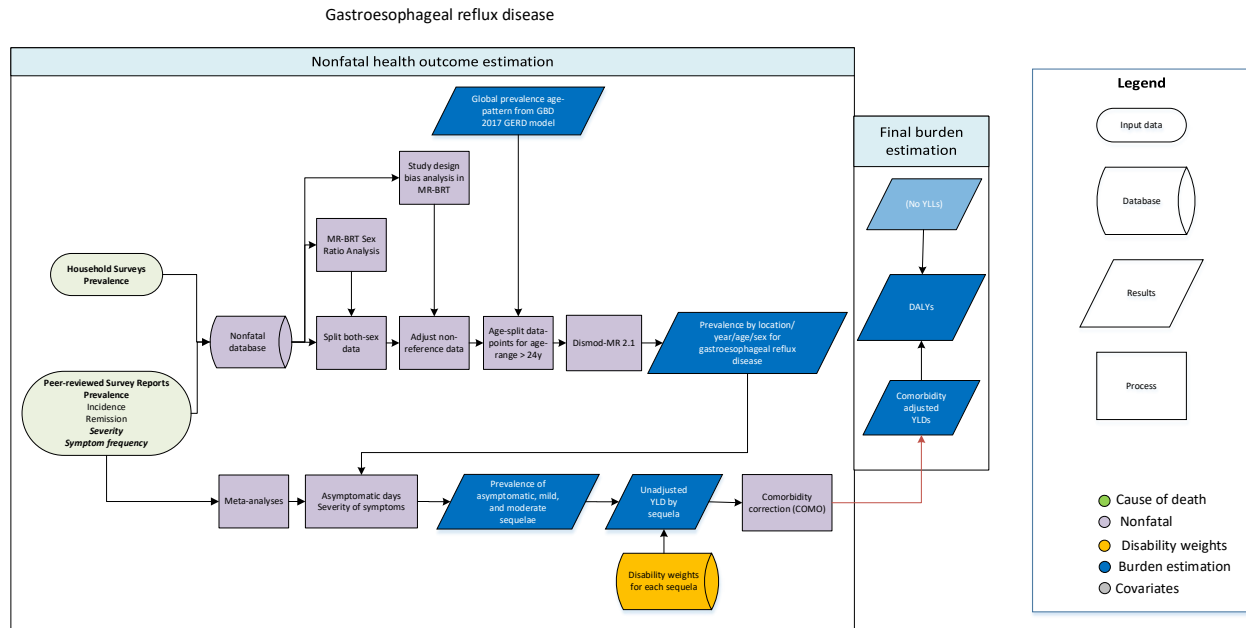 Gastroesophageal reflux disease
Nonfatal health outcome estimation
Global prevalence age-
pattern from GBD
2017 GERD model
Study design
bias analysis in
MR-BRT
MR-BRT Sex
Ratio Analysis
Household Surveys
Prevalence
Nonfatal
database
Split both-sex
data
Adjust non-
reference data
Age-split data-
points for age-
range > 24y
Dismod-MR 2.1
Prevalence by location/
year/age/sex for
gastroesophageal reflux
disease
Peer-reviewed Survey Reports
Prevalence
Incidence
Remission
Severity
Symptom frequency
Meta-analyses
Asymptomatic days
Severity of symptoms
Prevalence of
asymptomatic, mild,
and moderate
sequelae
Unadjusted
YLD by
sequela
Comorbidity
correction (COMO)
Disability weights
for each sequela
Final burden
estimation
(No YLLs)
DALYs
Comorbidity
adjusted
YLDs
Legend
Input data
Database
Results
Process
Cause of death
Nonfatal
Disability weights
Burden estimation
Covariates